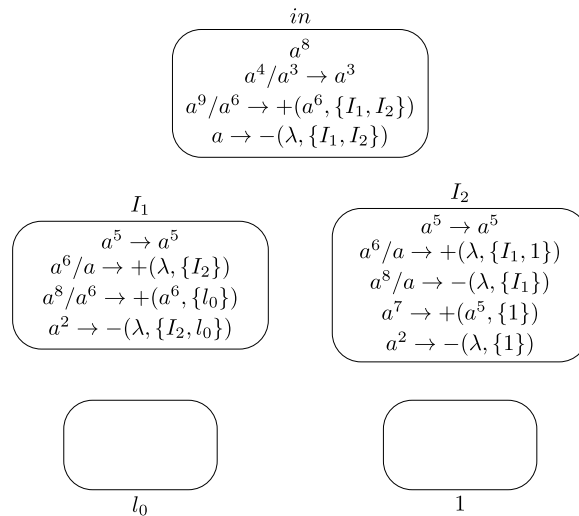 in
a^8
a^4/a^3 → a^3
a^9/a^6 → +(a^6, {I_1, I_2})
a → −(λ, {I_1, I_2})
I_1
a^5 → a^5
a^6/a → +(λ, {I_2})
a^8/a^6 → +(a^6, {l_0})
a^2 → −(λ, {I_2, l_0})
I_2
a^5 → a^5
a^6/a → +(λ, {I_1, 1})
a^8/a → −(λ, {I_1})
a^7 → +(a^5, {1})
a^2 → −(λ, {1})
l_0
1